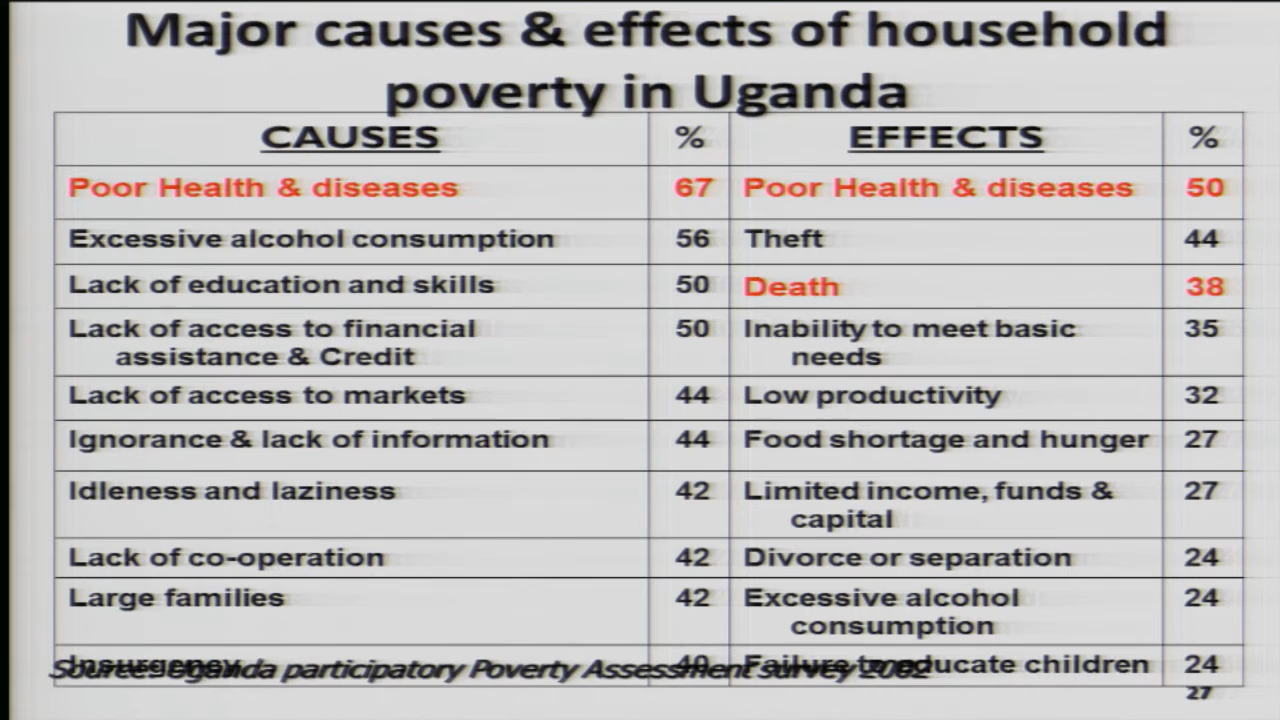 Major causes & effects of household
poverty in Uganda
CAUSES % EFFECTS %
Poor Health & diseases 67 Poor Health & diseases 50
Excessive alcohol consumption 56 Theft 44
Lack of education and skills 50 Death 38
Lack of access to financial 50 Inability to meet basic 35
assistance & Credit needs
Lack of access to markets 44 Low productivity 32
Ignorance & lack of information 44 Food shortage and hunger 27
Idleness and laziness 42 Limited income, funds & 27
capital
Lack of co-operation 42 Divorce or separation 24
Large families 42 Excessive alcohol 24
consumption
Insurgency 40 Failure to educate children 24
Source: Uganda participatory Poverty Assessment survey 2002
27